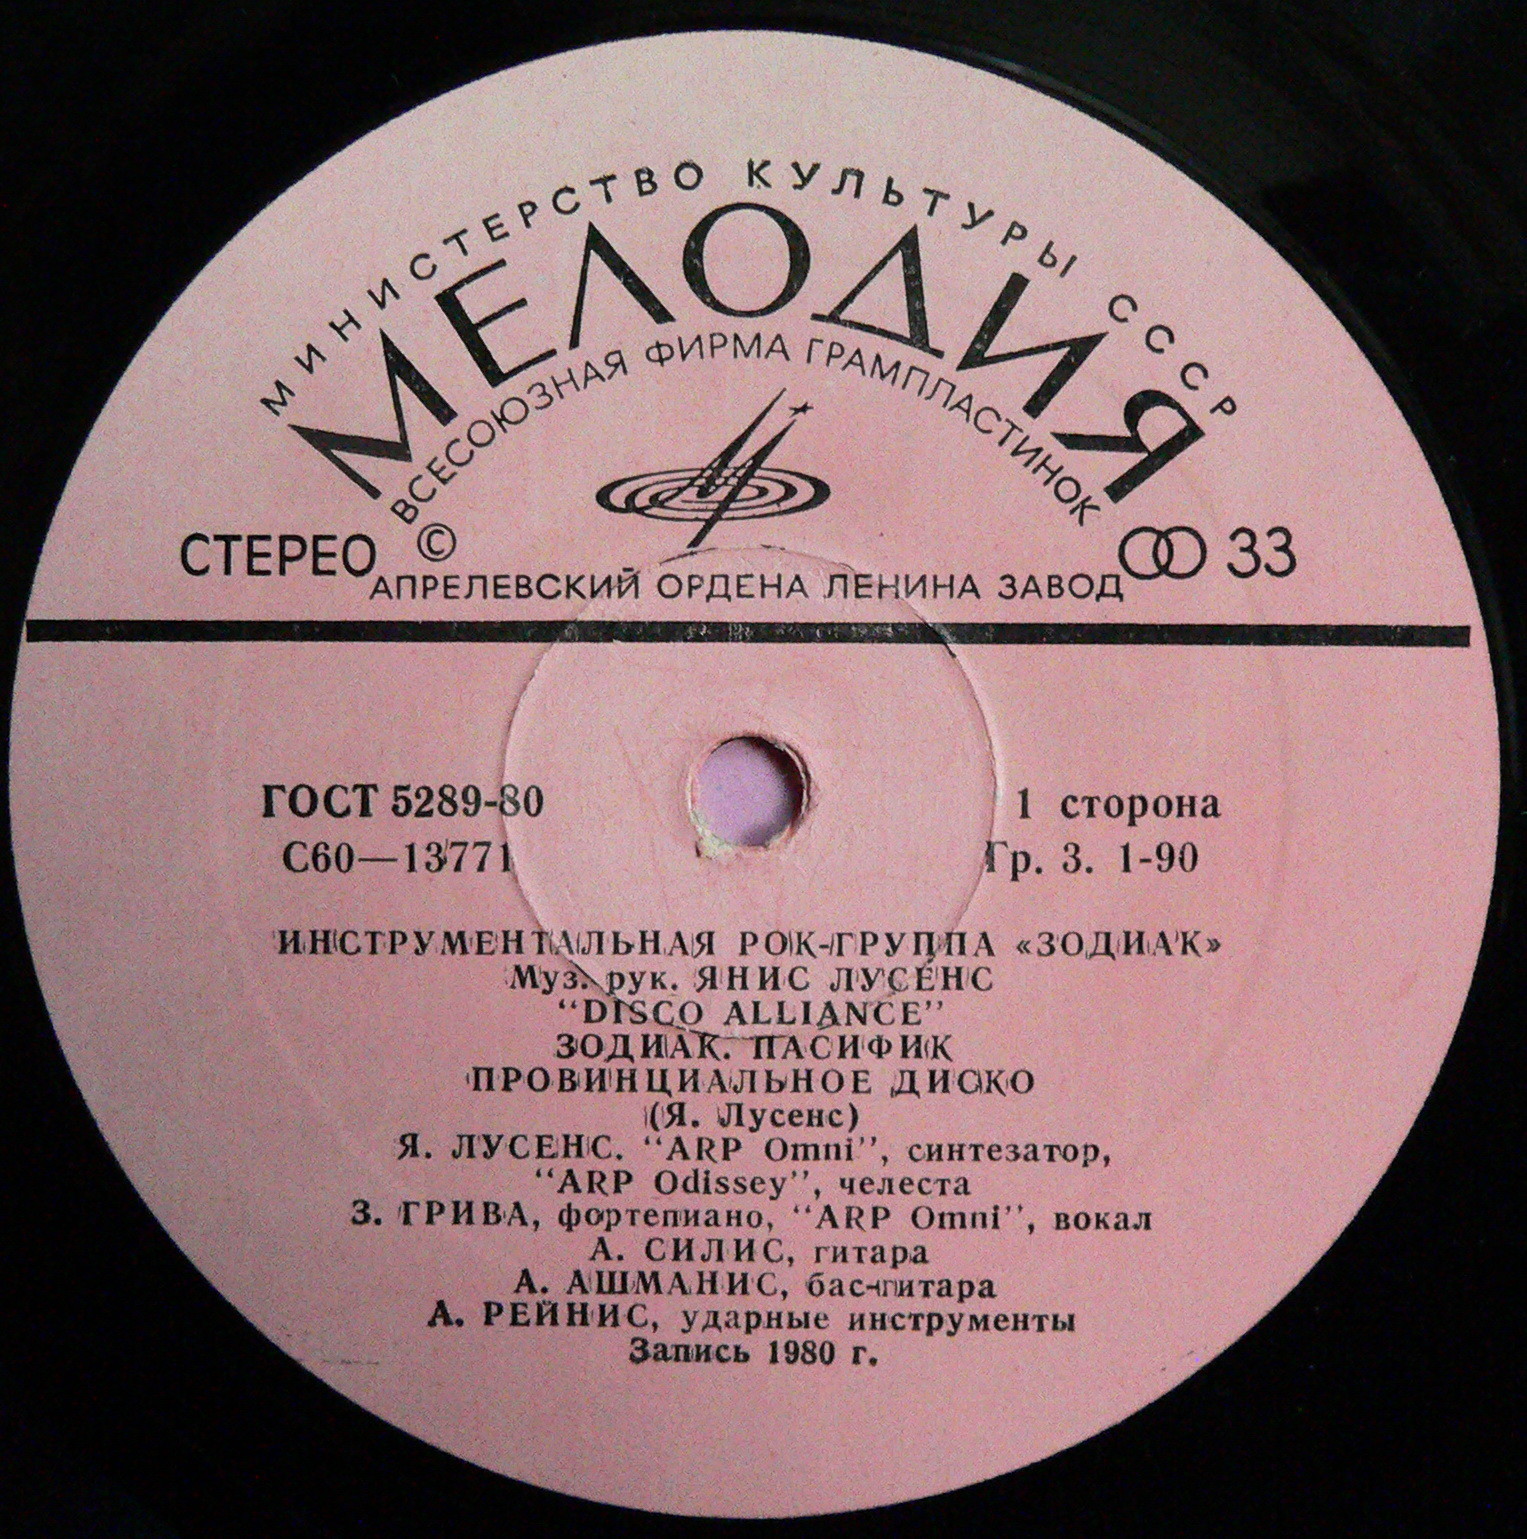 МИНИСТЕРСТВО КУЛЬТУРЫ СССР
МЕЛОДИЯ
ВСЕСОЮЗНАЯ ФИРМА ГРАМПЛАСТИНОК
СТЕРЕО © 33
АПРЕЛЕВСКИЙ ОРДЕНА ЛЕНИНА ЗАВОД
ГОСТ 5289-80 1 сторона
С60—13771 Гр. 3. 1-90
ИНСТРУМЕНТАЛЬНАЯ РОК-ГРУППА «ЗОДИАК»
Муз. рук. ЯНИС ЛУСЕНС
"DISCO ALLIANCE"
ЗОДИАК. ПАСИФИК
ПРОВИНЦИАЛЬНОЕ ДИСКО
(Я. Лусенс)
Я. ЛУСЕНС. "ARP Omni", синтезатор,
"ARP Odissey", челеста
З. ГРИВА, фортепиано, "ARP Omni", вокал
А. СИЛИС, гитара
А. АШМАНИС, бас-гитара
А. РЕЙНИС, ударные инструменты
Запись 1980 г.